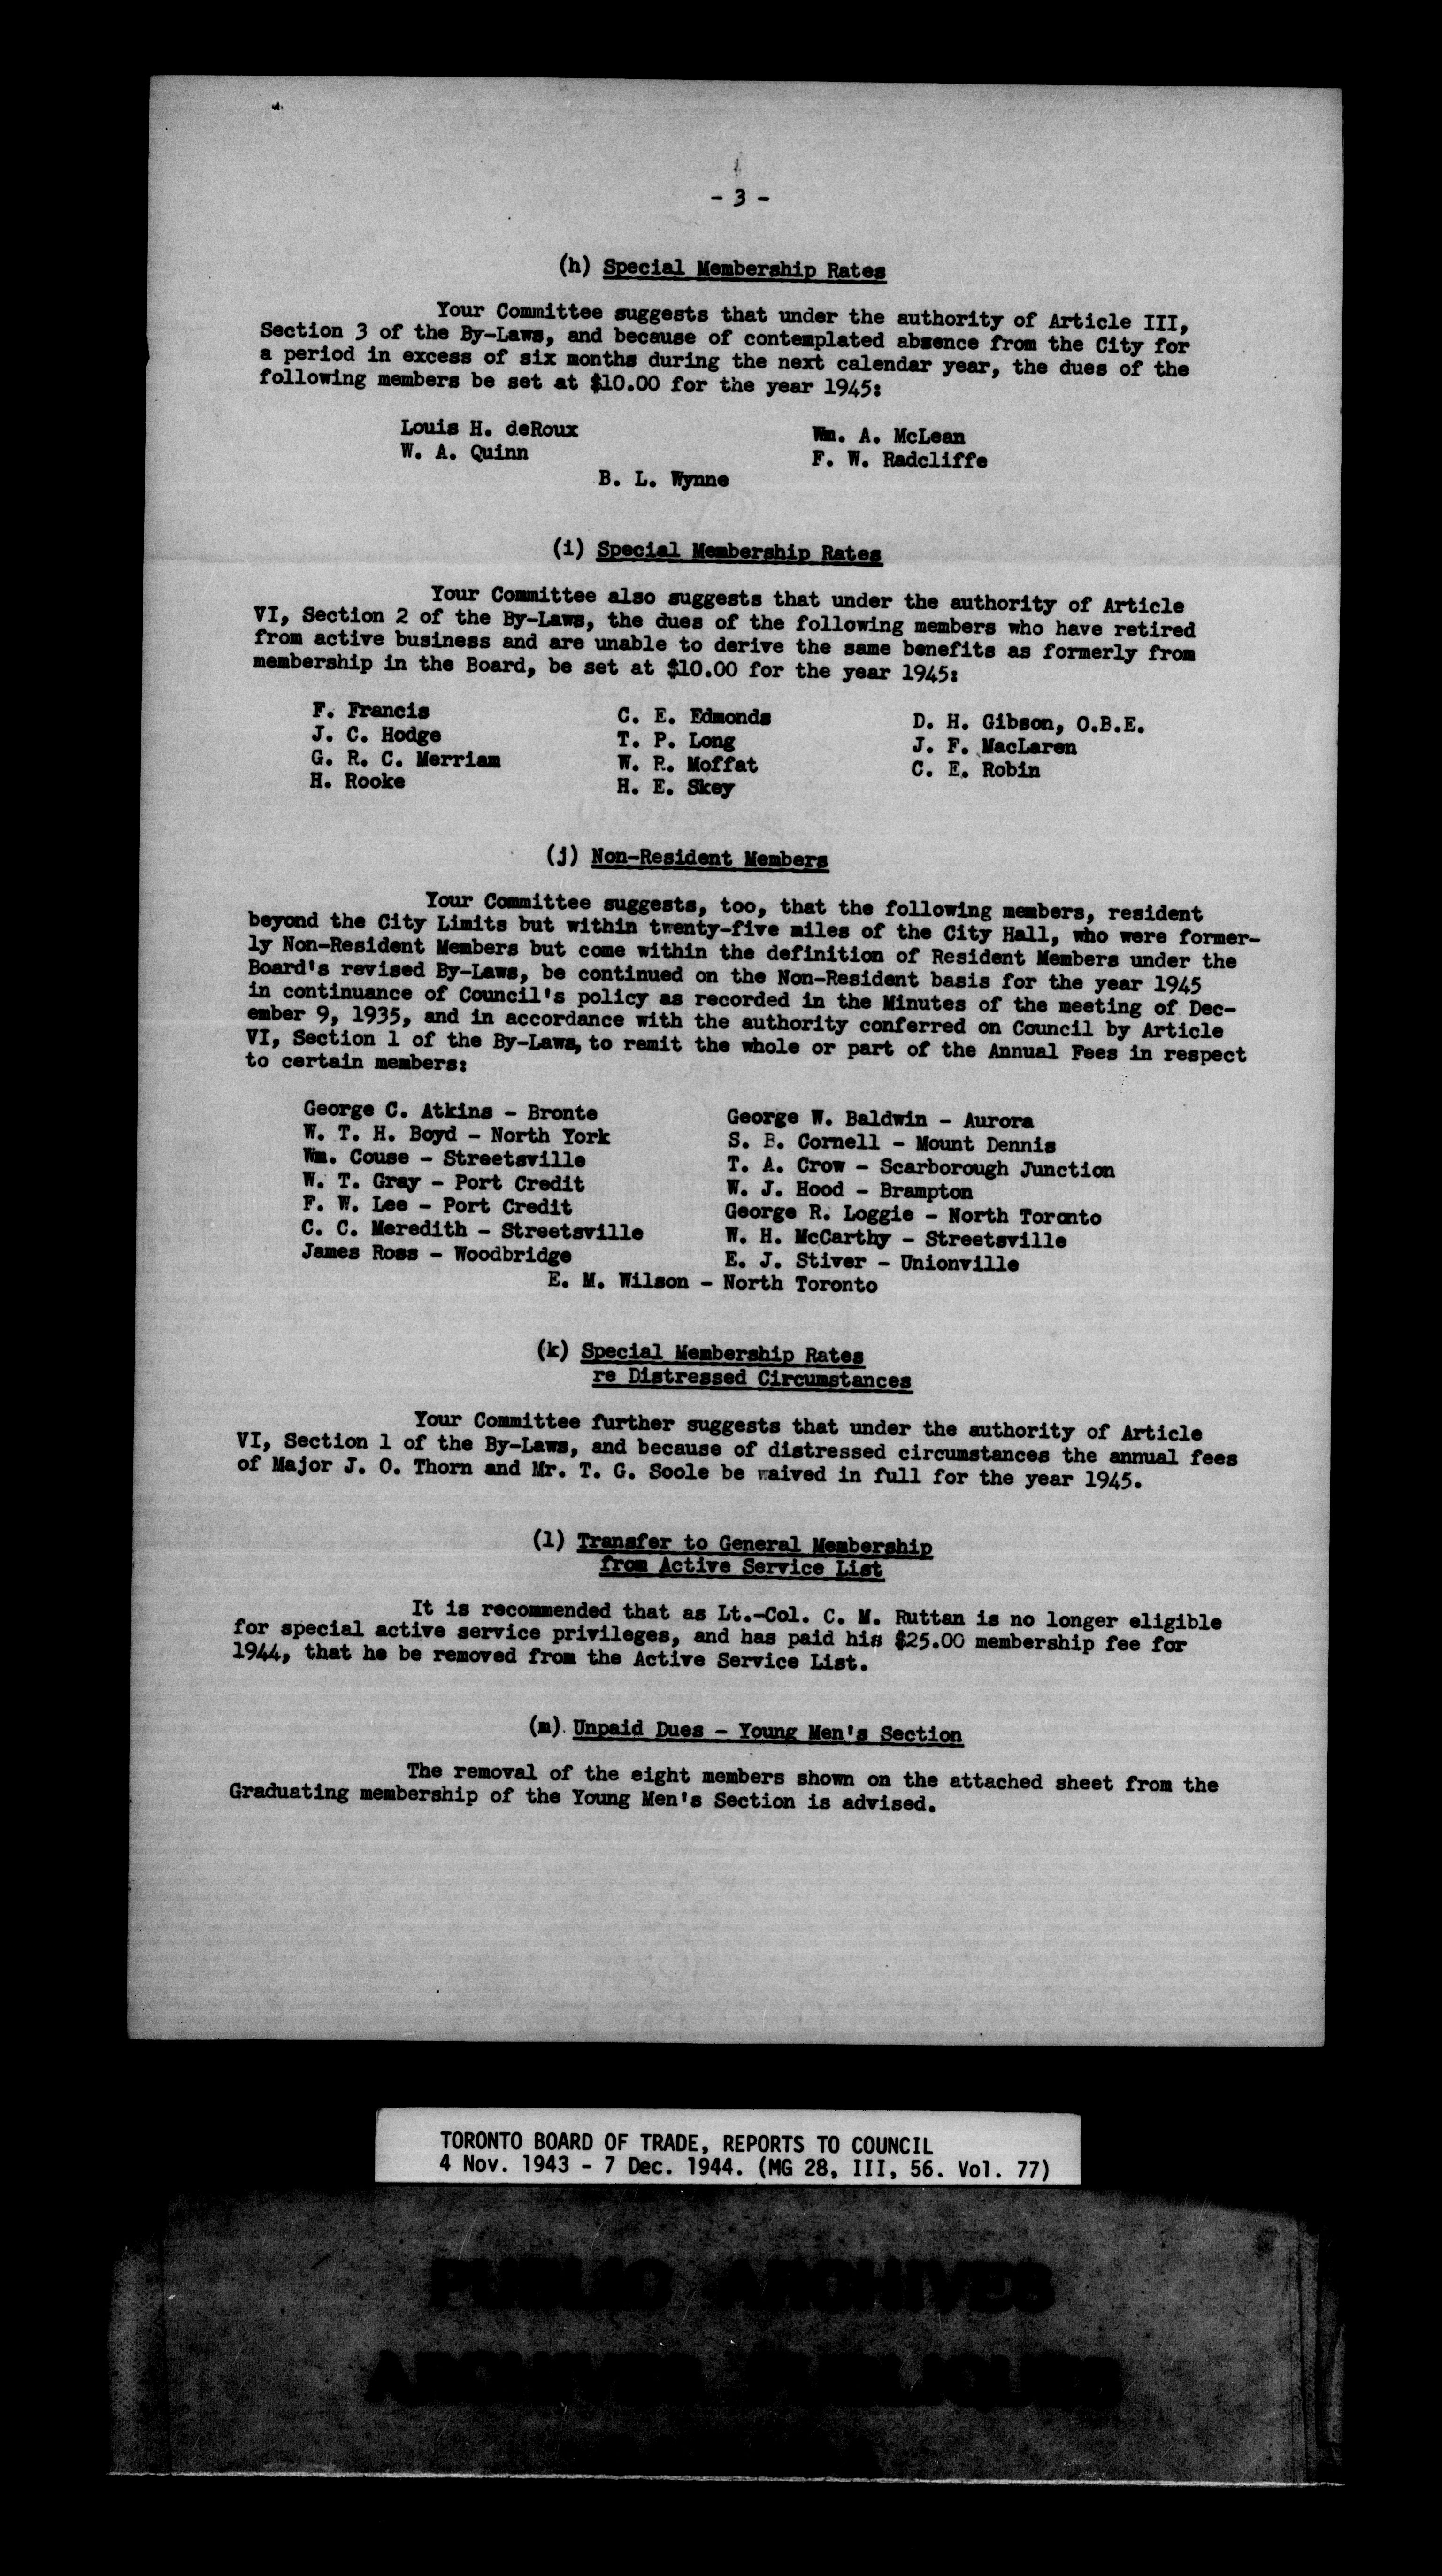 - 3 -
(h) Special Membership Rates
Your Committee suggests that under the authority of Article III,
Section 3 of the By-Laws, and because of contemplated absence from the City for
a period in excess of six months during the next calendar year, the dues of the
following members be set at $10.00 for the year 1945:
Louis H. deRoux Wm. A. McLean
W. A. Quinn F. W. Radcliffe
B. L. Wynne
(i) Special Membership Rates
Your Committee also suggests that under the authority of Article
VI, Section 2 of the By-Laws, the dues of the following members who have retired
from active business and are unable to derive the same benefits as formerly from
membership in the Board, be set at $10.00 for the year 1945:
F. Francis C. E. Edmonds D. H. Gibson, O.B.E.
J. C. Hodge T. P. Long J. F. MacLaren
G. R. C. Merriam W. R. Moffat C. E. Robin
H. Rooke H. E. Skey
(j) Non-Resident Members
Your Committee suggests, too, that the following members, resident
beyond the City Limits but within twenty-five miles of the City Hall, who were former-
ly Non-Resident Members but come within the definition of Resident Members under the
Board's revised By-Laws, be continued on the Non-Resident basis for the year 1945
in continuance of Council's policy as recorded in the Minutes of the meeting of Dec-
ember 9, 1935, and in accordance with the authority conferred on Council by Article
VI, Section 1 of the By-Laws, to remit the whole or part of the Annual Fees in respect
to certain members:
George C. Atkins - Bronte George W. Baldwin - Aurora
W. T. H. Boyd - North York S. B. Cornell - Mount Dennis
Wm. Couse - Streetsville T. A. Crow - Scarborough Junction
W. T. Gray - Port Credit W. J. Hood - Brampton
F. W. Lee - Port Credit George R. Loggie - North Toronto
C. C. Meredith - Streetsville W. H. McCarthy - Streetsville
James Ross - Woodbridge E. J. Stiver - Unionville
E. M. Wilson - North Toronto
(k) Special Membership Rates
re Distressed Circumstances
Your Committee further suggests that under the authority of Article
VI, Section 1 of the By-Laws, and because of distressed circumstances the annual fees
of Major J. O. Thorn and Mr. T. G. Soole be waived in full for the year 1945.
(l) Transfer to General Membership
from Active Service List
It is recommended that as Lt.-Col. C. M. Ruttan is no longer eligible
for special active service privileges, and has paid his $25.00 membership fee for
1944, that he be removed from the Active Service List.
(m) Unpaid Dues - Young Men's Section
The removal of the eight members shown on the attached sheet from the
Graduating membership of the Young Men's Section is advised.
TORONTO BOARD OF TRADE, REPORTS TO COUNCIL
4 Nov. 1943 - 7 Dec. 1944. (MG 28, III, 56. Vol. 77)
PUBLIC ARCHIVES
ARCHIVES PUBLIQUES